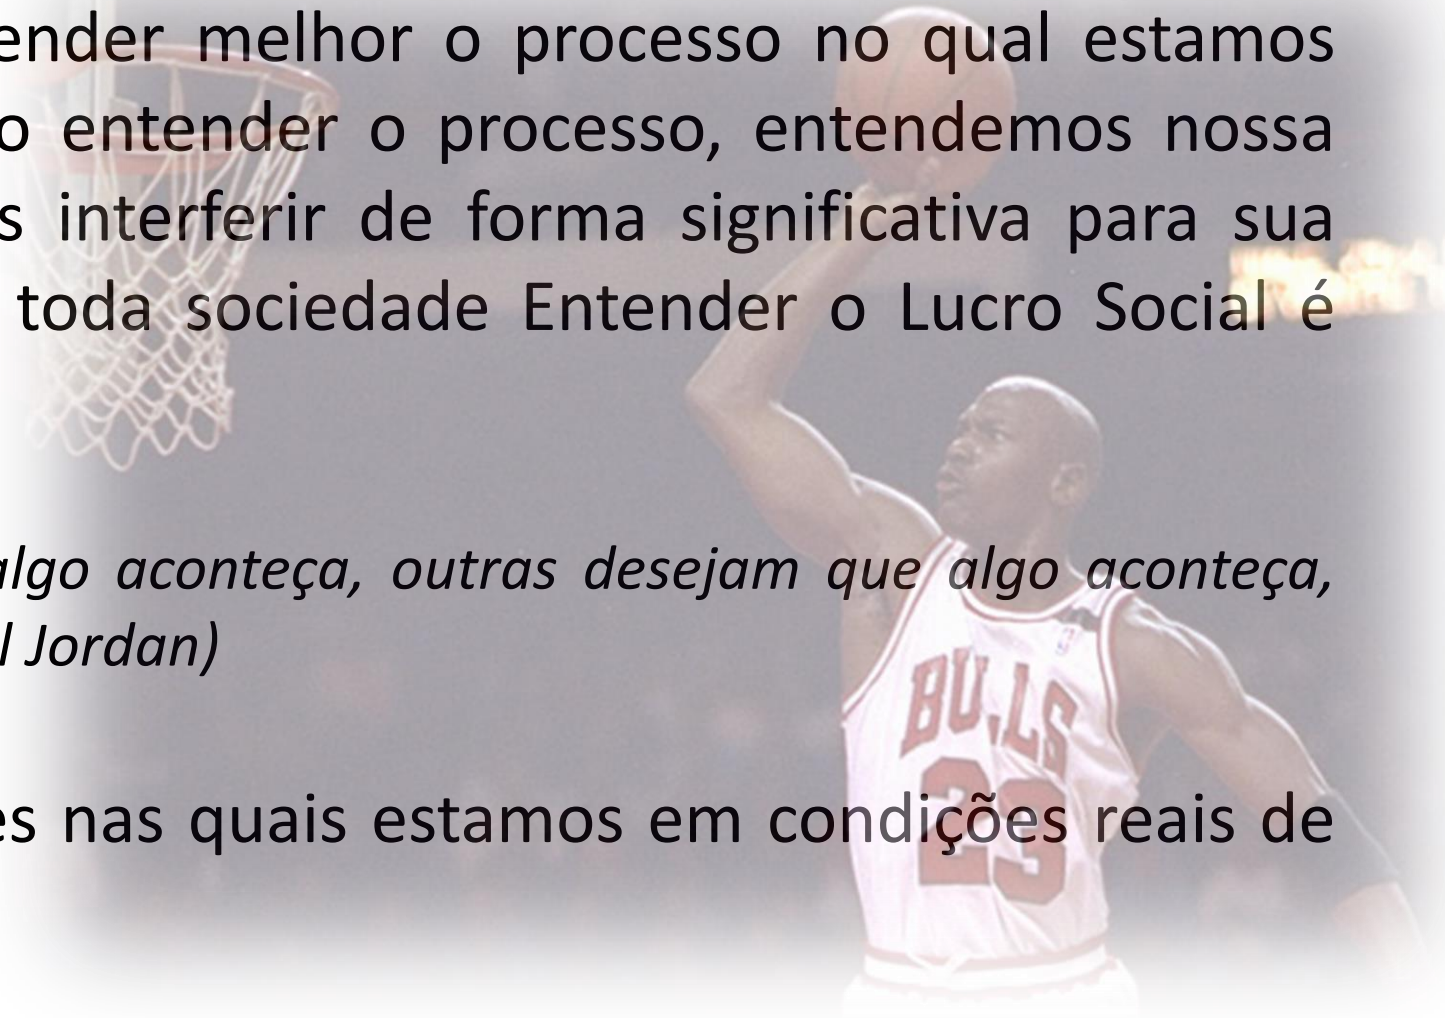 ender melhor o processo no qual estamos
o entender o processo, entendemos nossa
s interferir de forma significativa para sua
toda sociedade Entender o Lucro Social é
algo aconteça, outras desejam que algo aconteça,
l Jordan)
BULLS
es nas quais estamos em condições reais de
23